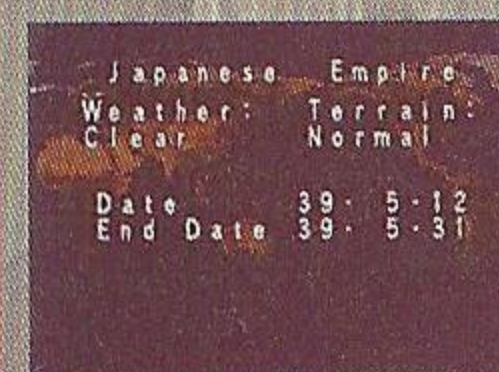 Japanese Empire
Weather: Terrain:
Clear Normal
Date 39. 5.12
End Date 39. 5.31